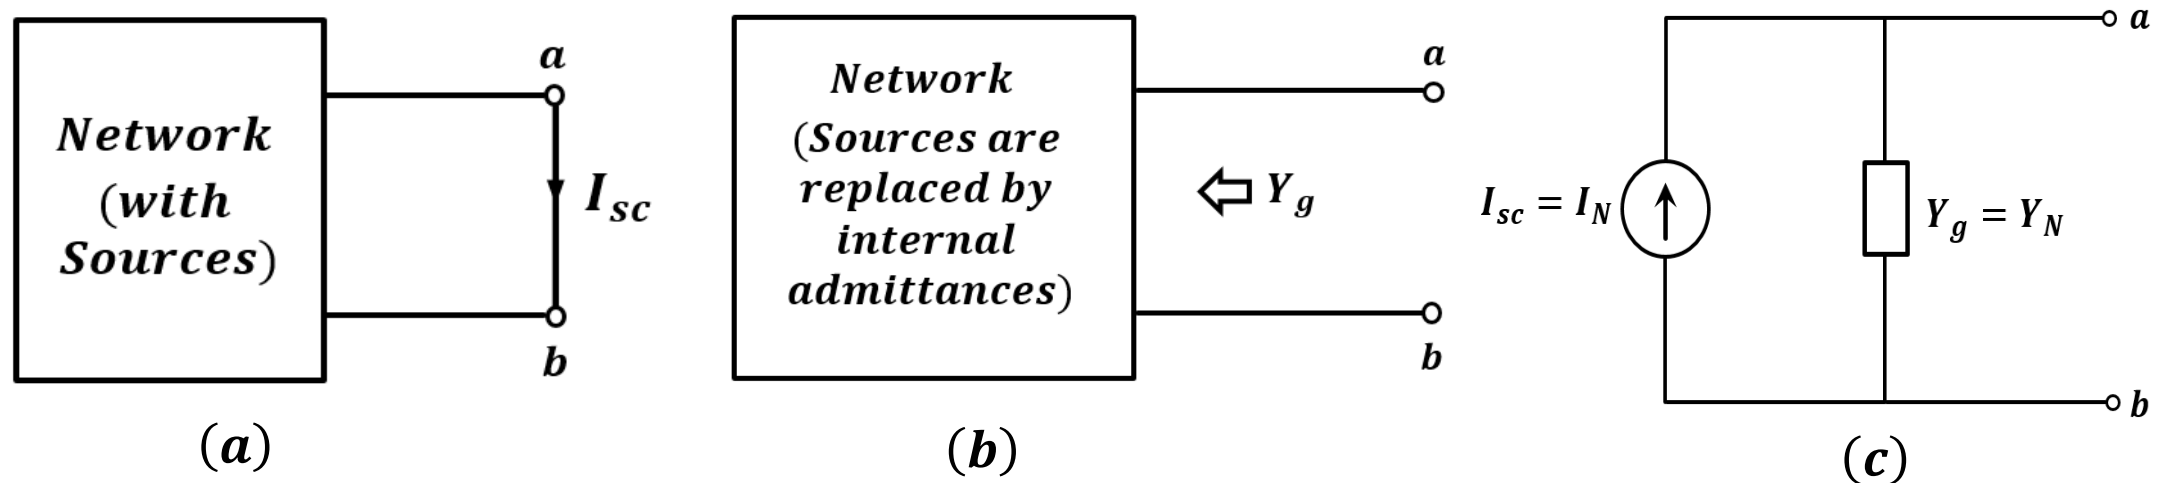 Network
(with
Sources)
a
I_sc
b
(a)
Network
(Sources are
replaced by
internal
admittances)
a
Y_g
b
(b)
I_sc = I_N
Y_g = Y_N
a
b
(c)